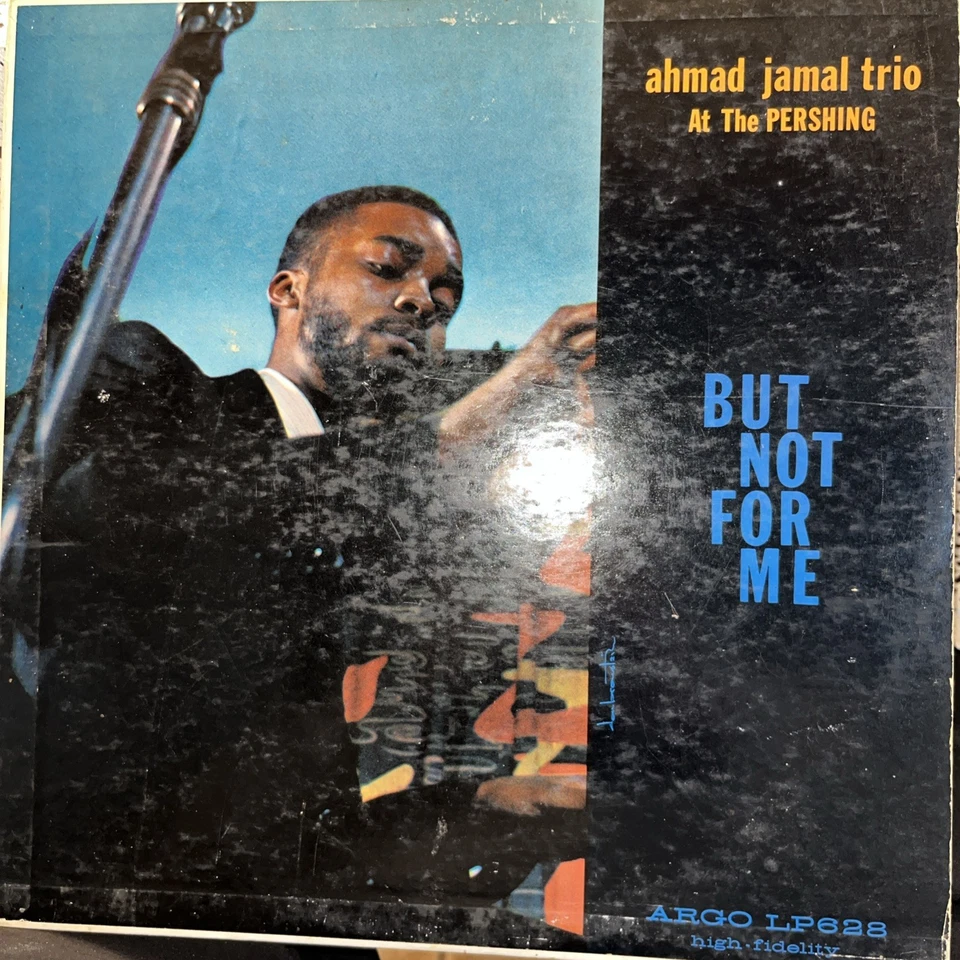 ahmad jamal trio
At The PERSHING
BUT
NOT
FOR
ME
ARGO LP628
high-fidelity